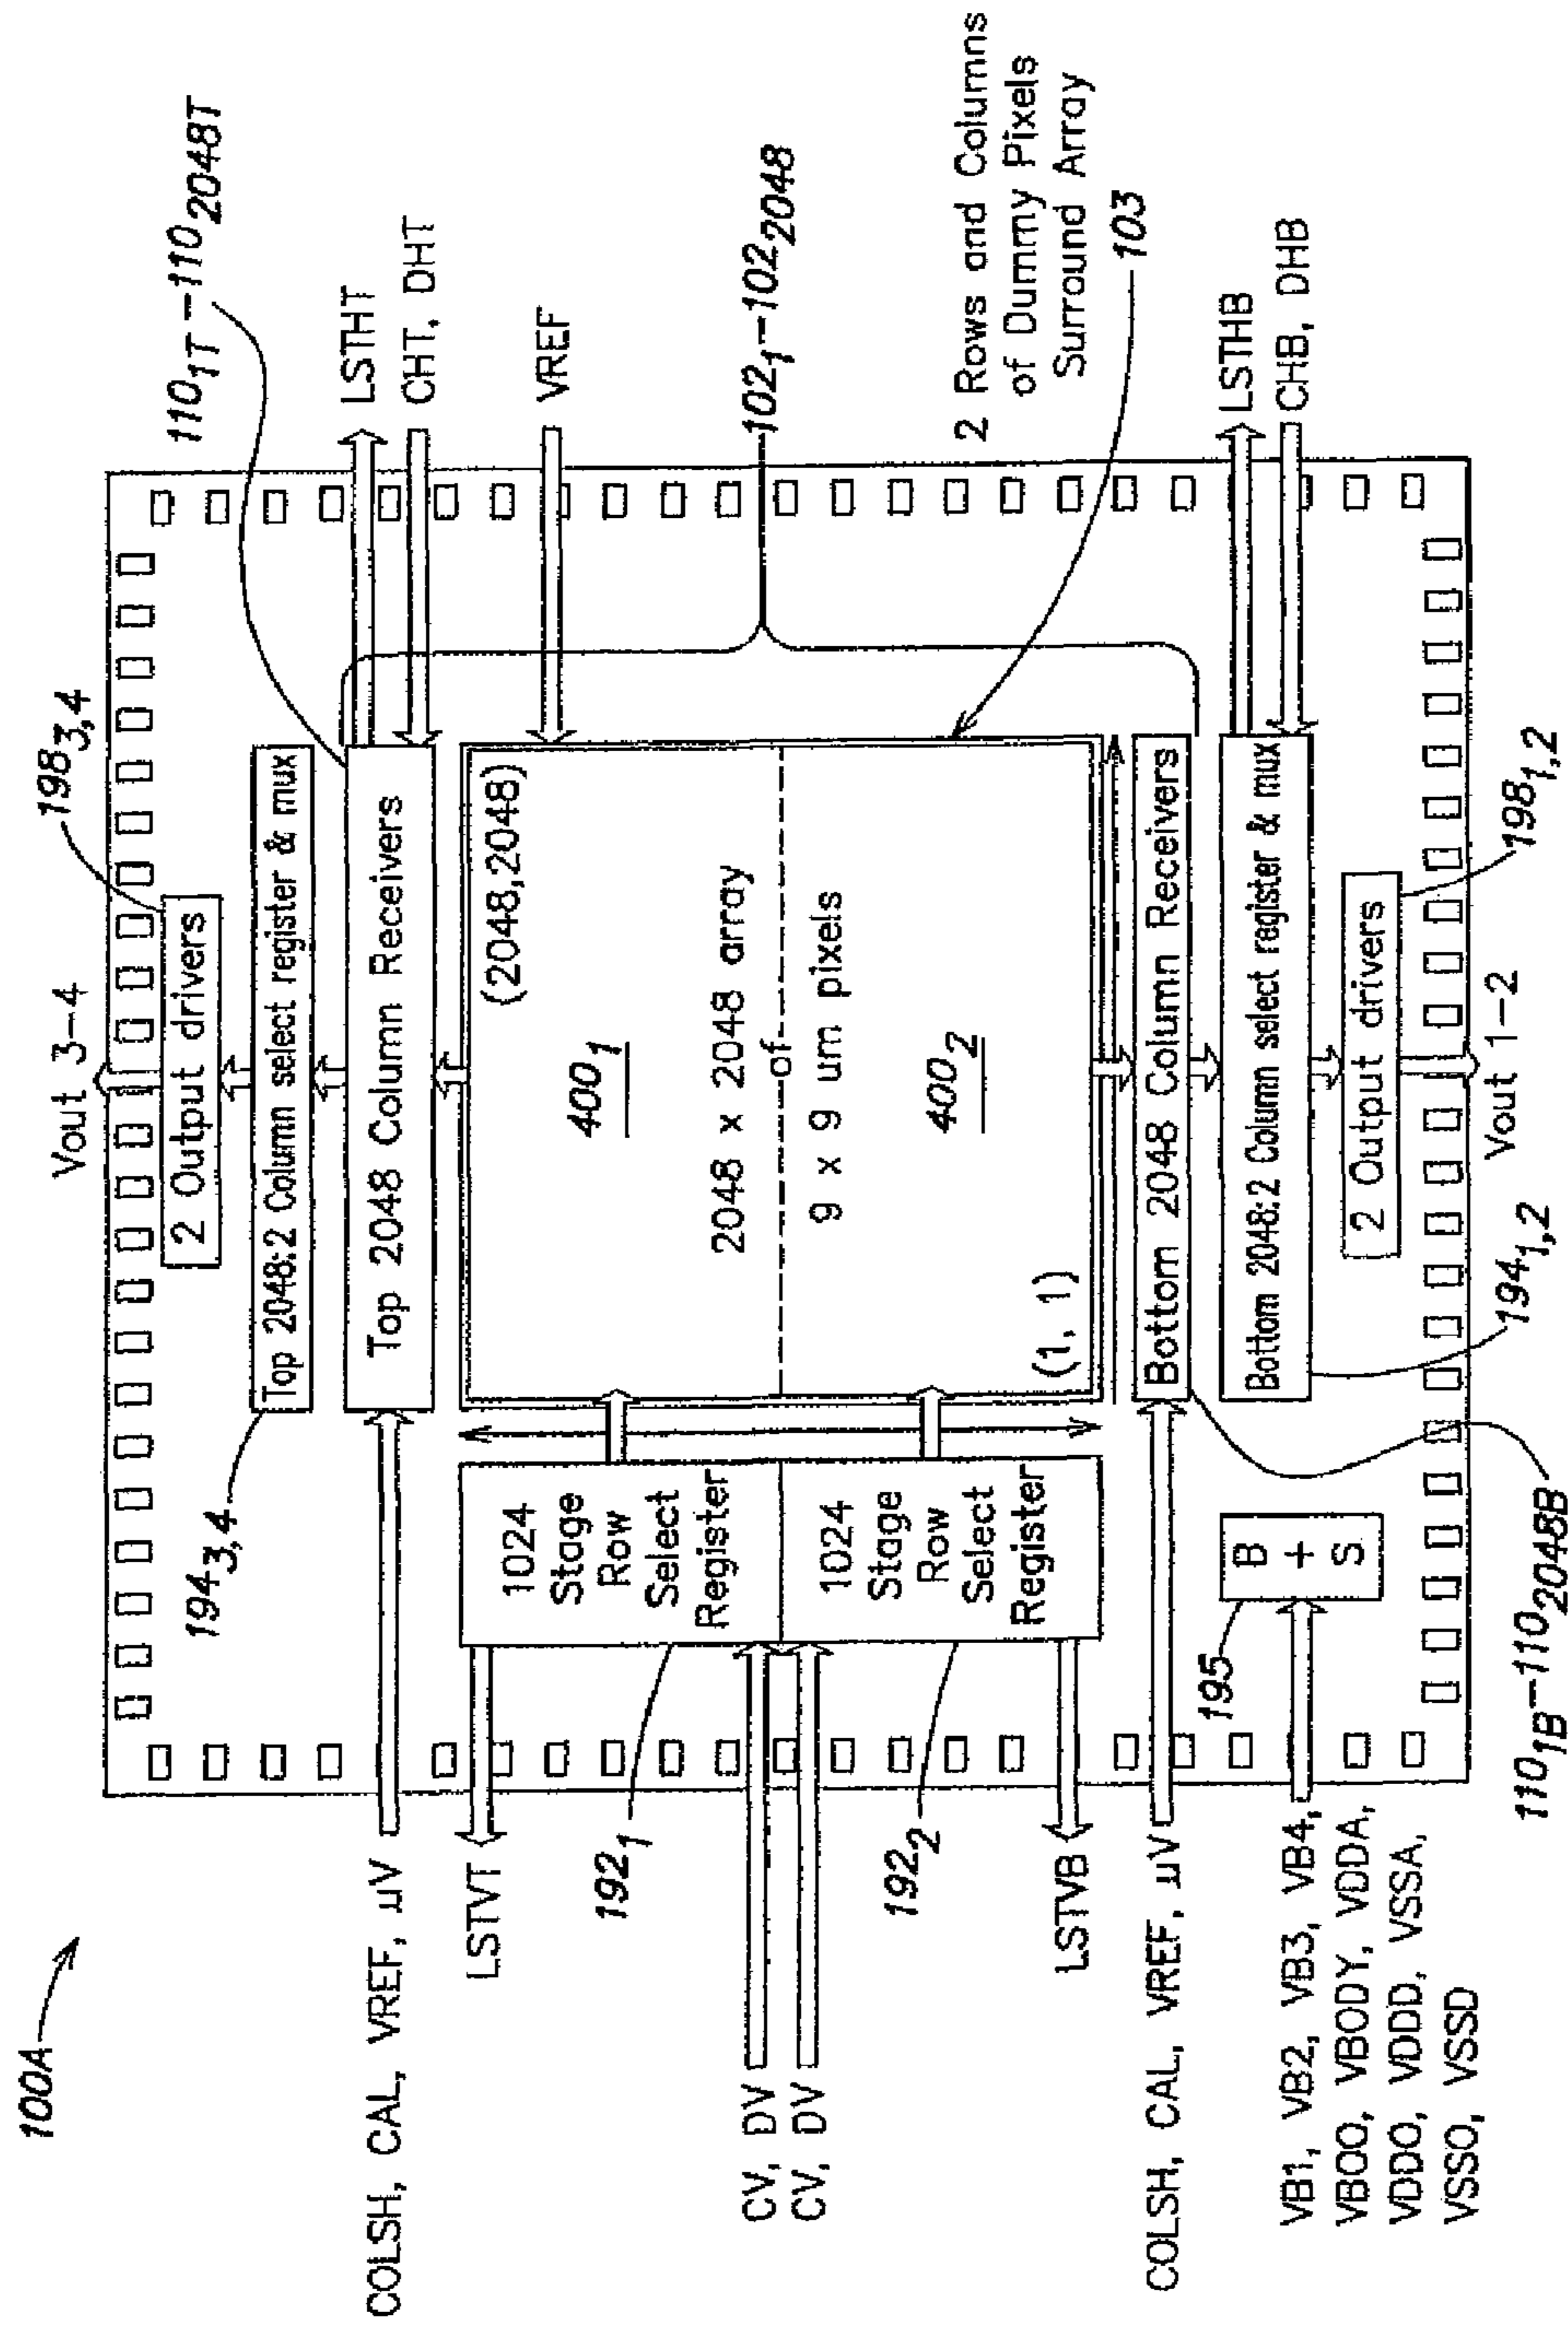 100A
Vout 3-4
198 3,4
110 1T – 110 2048T
LSTHT
CHT, DHT
VREF
102 1 – 102 2048
2 Rows and Columns
of Dummy Pixels
Surround Array
103
LSTHB
CHB, DHB
2 Output drivers
Top 2048:2 Column select register & mux
194 3,4
Top 2048 Column Receivers
COLSH, CAL, VREF, µV
LSTVT
(2048,2048)
400 1
2048 x 2048 array
of
9 x 9 um pixels
400 2
(1, 1)
1024
Stage
Row
Select
Register
1024
Stage
Row
Select
Register
192 1
CV, DV
CV, DV
192 2
LSTVB
Bottom 2048 Column Receivers
COLSH, CAL, VREF, µV
Bottom 2048:2 Column select register & mux
B
+
S
195
VB1, VB2, VB3, VB4,
VBOO, VBODY, VDDA,
VDDO, VDDD, VSSA,
VSSO, VSSD
2 Output drivers
198 1,2
194 1,2
Vout 1-2
110 1B – 110 2048B